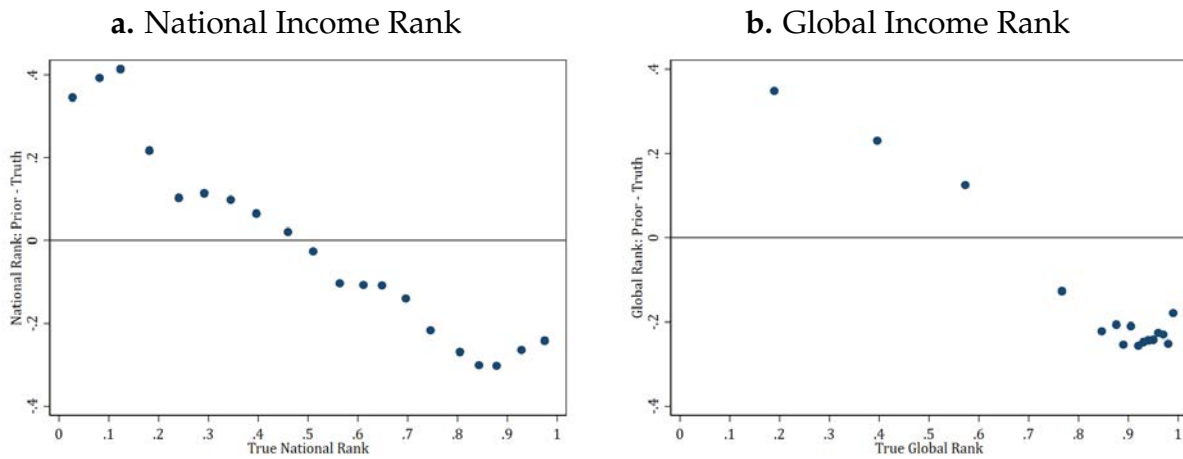 a. National Income Rank
National Rank: Prior - Truth
.4
.2
0
-.2
-.4
0 .1 .2 .3 .4 .5 .6 .7 .8 .9 1
True National Rank
b. Global Income Rank
Global Rank: Prior - Truth
.4
.2
0
-.2
-.4
0 .1 .2 .3 .4 .5 .6 .7 .8 .9 1
True Global Rank